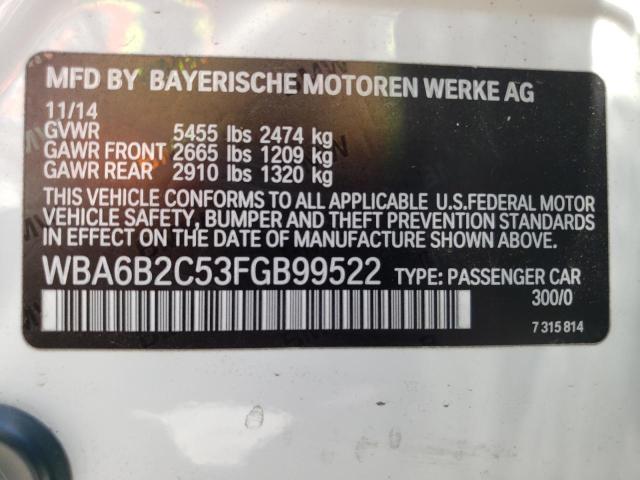 MFD BY BAYERISCHE MOTOREN WERKE AG
11/14
GVWR 5455 lbs 2474 kg
GAWR FRONT 2665 lbs 1209 kg
GAWR REAR 2910 lbs 1320 kg
THIS VEHICLE CONFORMS TO ALL APPLICABLE U.S.FEDERAL MOTOR
VEHICLE SAFETY, BUMPER AND THEFT PREVENTION STANDARDS
IN EFFECT ON THE DATE OF MANUFACTURE SHOWN ABOVE.
WBA6B2C53FGB99522 TYPE: PASSENGER CAR
300/0
7 315 814